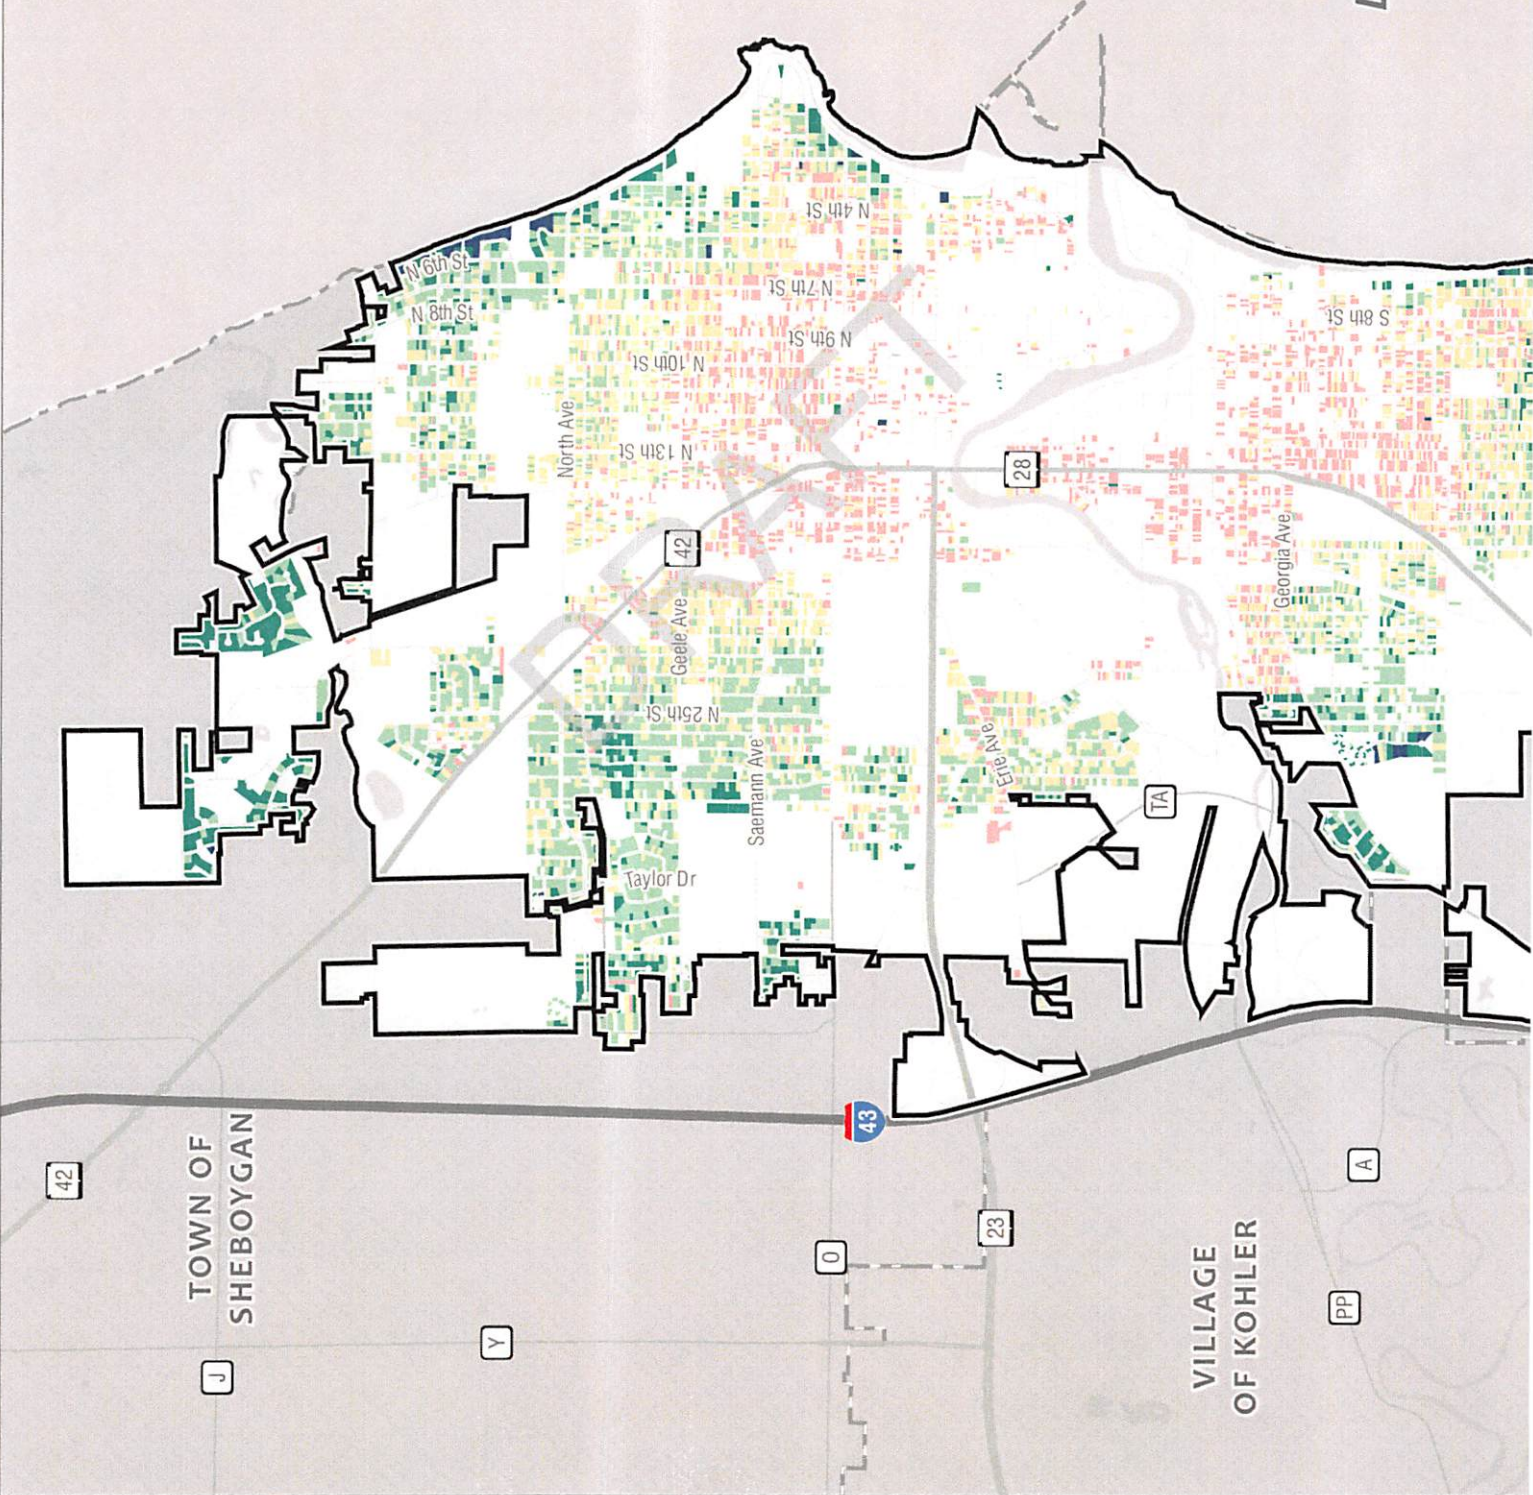 N 6th St
N 8th St
N 4th St
N 7th St
N 9th St
N 10th St
N 13th St
North Ave
S 8th St
28
42
Georgia Ave
Geele Ave
N 25th St
Saemann Ave
Erie Ave
TA
Taylor Dr
DRAFT
43
42
TOWN OF
SHEBOYGAN
23
O
A
VILLAGE
OF KOHLER
PP
Y
J